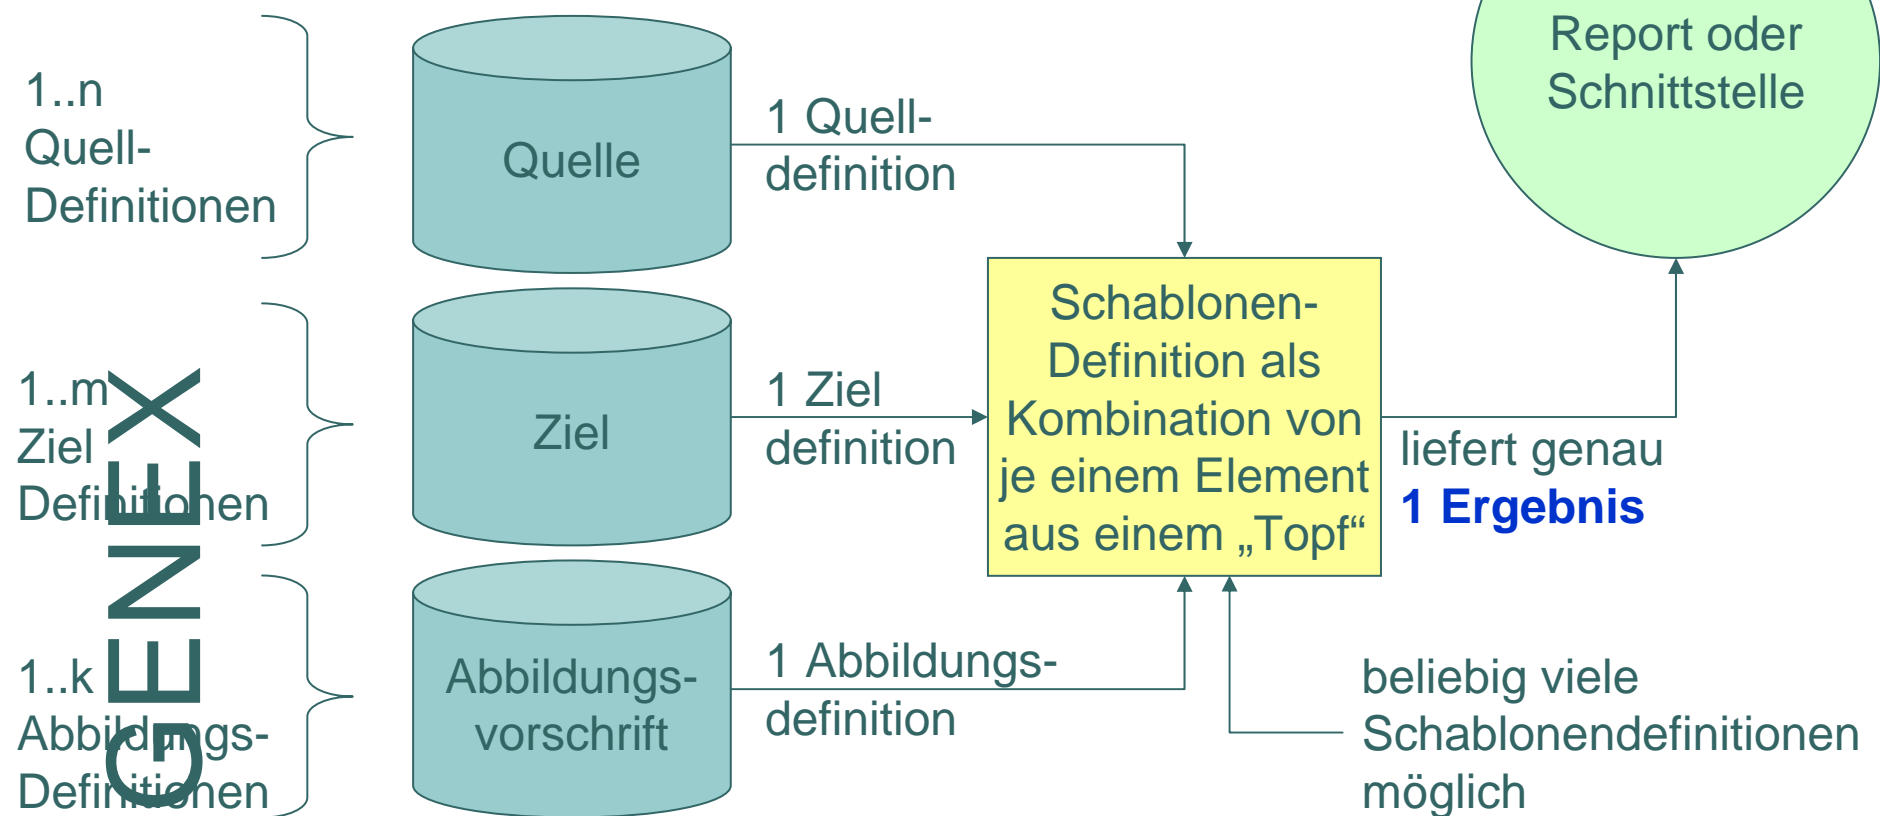 Report oder
Schnittstelle
1..n
Quell-
Definitionen
Quelle
1 Quell-
definition
1..m
Ziel
Definitionen
Ziel
1 Ziel
definition
Schablonen-
Definition als
Kombination von
je einem Element
aus einem „Topf“
liefert genau
1 Ergebnis
1..k
Abbildungs-
Definitionen
Abbildungs-
vorschrift
1 Abbildungs-
definition
beliebig viele
Schablonendefinitionen
möglich
GENEX